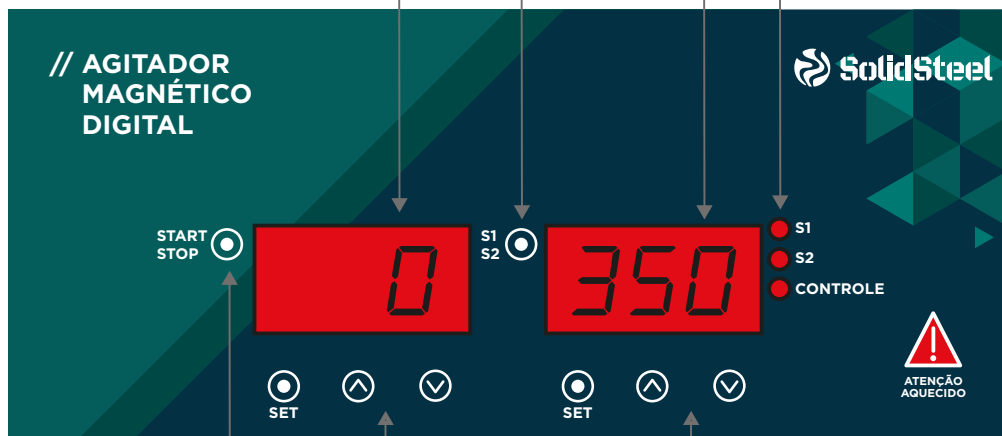 // AGITADOR
MAGNÉTICO
DIGITAL
SolidSteel
START
STOP
0
S1
S2
350
S1
S2
CONTROLE
SET
SET
ATENÇÃO
AQUECIDO